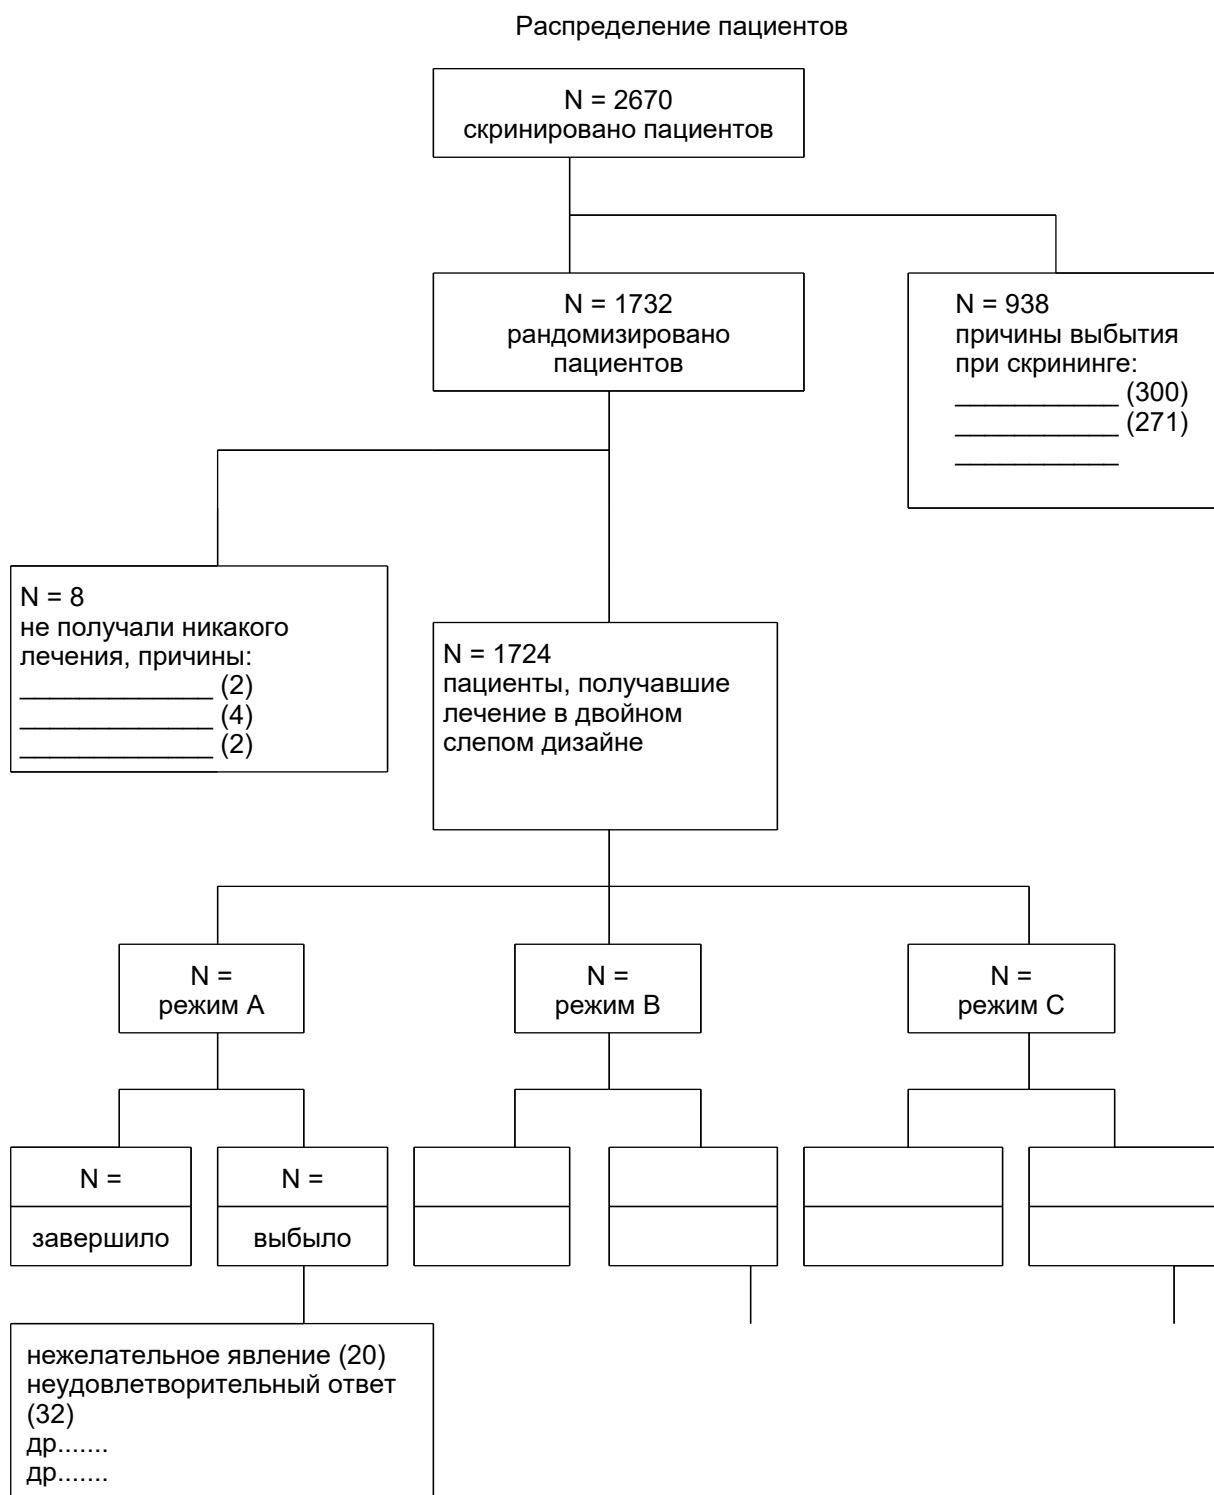 Распределение пациентов
N = 2670
скринировано пациентов
N = 1732
рандомизировано
пациентов
N = 938
причины выбытия
при скрининге:
___________ (300)
___________ (271)
___________
N = 8
не получали никакого
лечения, причины:
_____________ (2)
_____________ (4)
_____________ (2)
N = 1724
пациенты, получавшие
лечение в двойном
слепом дизайне
N =
режим A
N =
режим B
N =
режим C
N =
завершило
N =
выбыло
нежелательное явление (20)
неудовлетворительный ответ
(32)
др.......
др.......